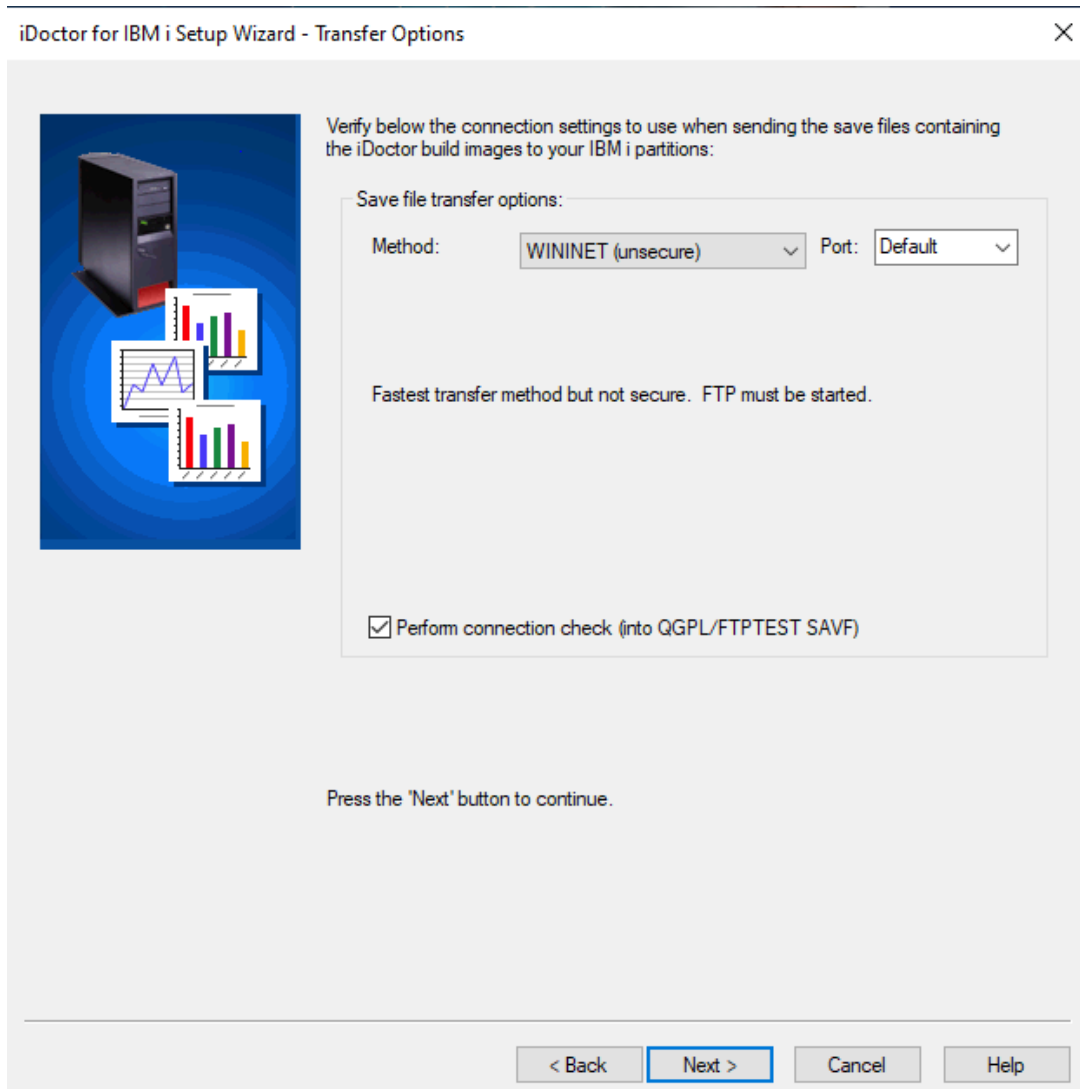 iDoctor for IBM i Setup Wizard - Transfer Options
Verify below the connection settings to use when sending the save files containing
the iDoctor build images to your IBM i partitions:
Save file transfer options:
Method: WININET (unsecure) Port: Default
Fastest transfer method but not secure.  FTP must be started.
Perform connection check (into QGPL/FTPTEST SAVF)
Press the 'Next' button to continue.
< Back Next > Cancel Help